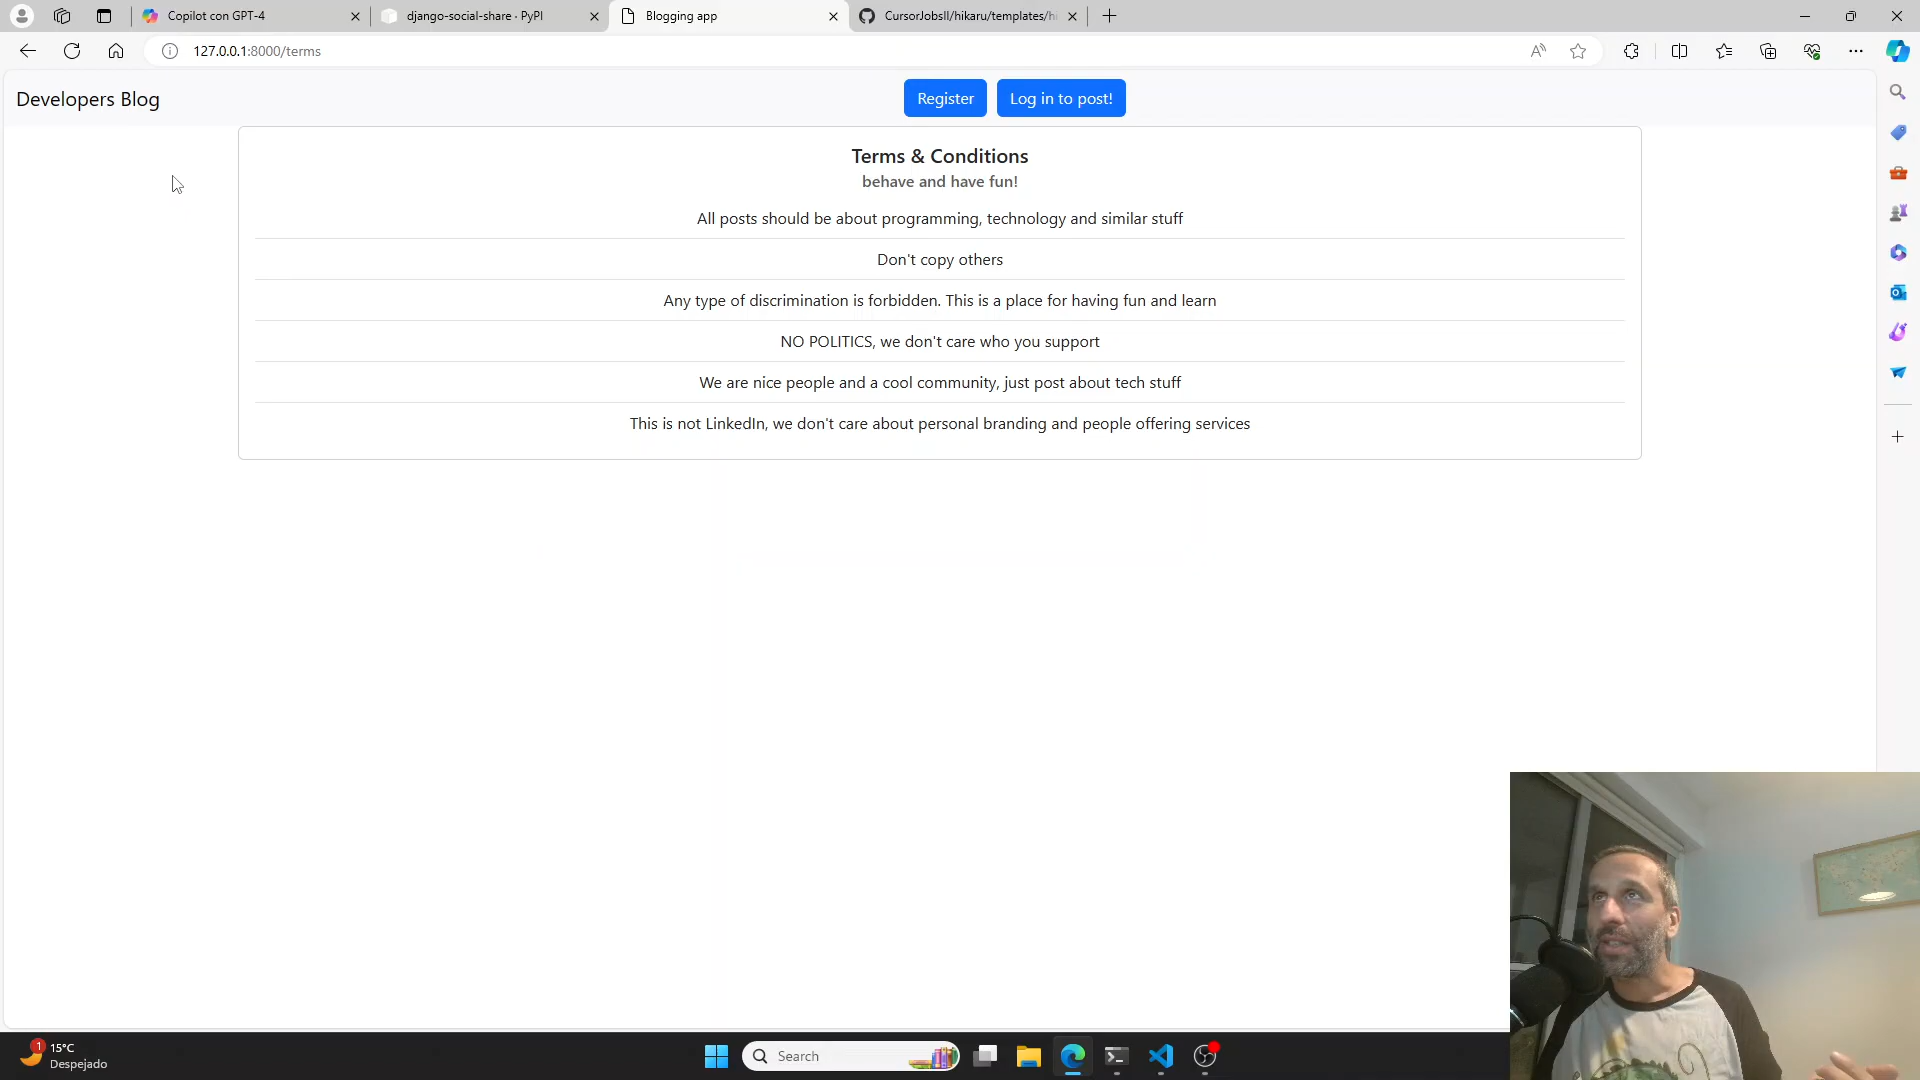 Copilot con GPT-4
django-social-share · PyPI
Blogging app
CursorJobsII/hikaru/templates/hi
127.0.0.1:8000/terms
Developers Blog
Register
Log in to post!
Terms & Conditions
behave and have fun!
All posts should be about programming, technology and similar stuff
Don't copy others
Any type of discrimination is forbidden. This is a place for having fun and learn
NO POLITICS, we don't care who you support
We are nice people and a cool community, just post about tech stuff
This is not LinkedIn, we don't care about personal branding and people offering services
1
15°C
Despejado
Search